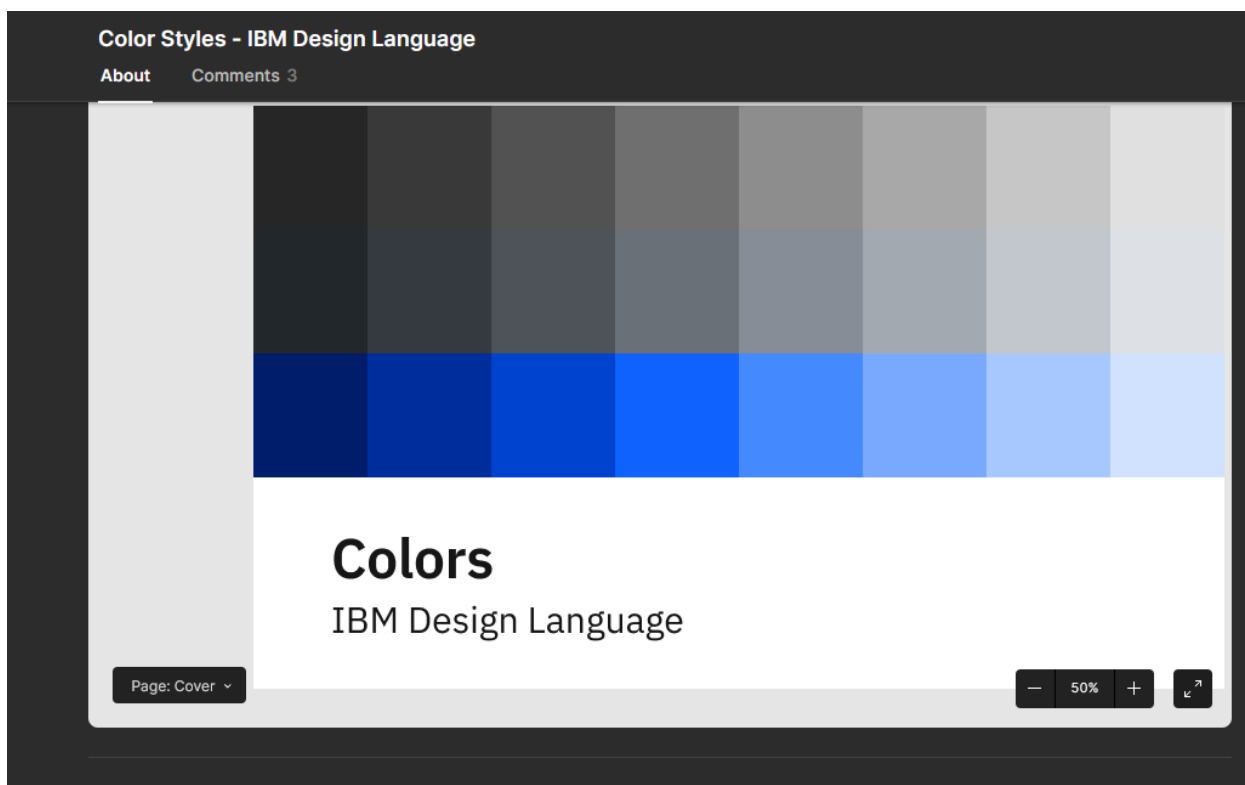 Color Styles - IBM Design Language
About Comments 3
Colors
IBM Design Language
Page: Cover
50%